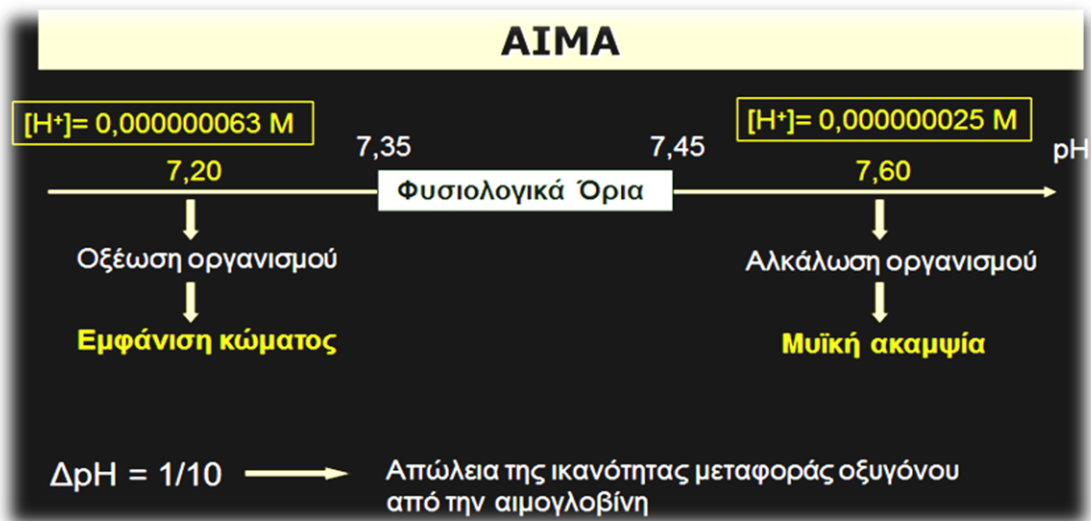 ΑΙΜΑ
[H⁺]= 0,000000063 M
[H⁺]= 0,000000025 M
7,35
7,45
pH
7,20
7,60
Φυσιολογικά Όρια
Οξέωση οργανισμού
Αλκάλωση οργανισμού
Εμφάνιση κώματος
Μυϊκή ακαμψία
ΔpH = 1/10
Απώλεια της ικανότητας μεταφοράς οξυγόνου
από την αιμογλοβίνη